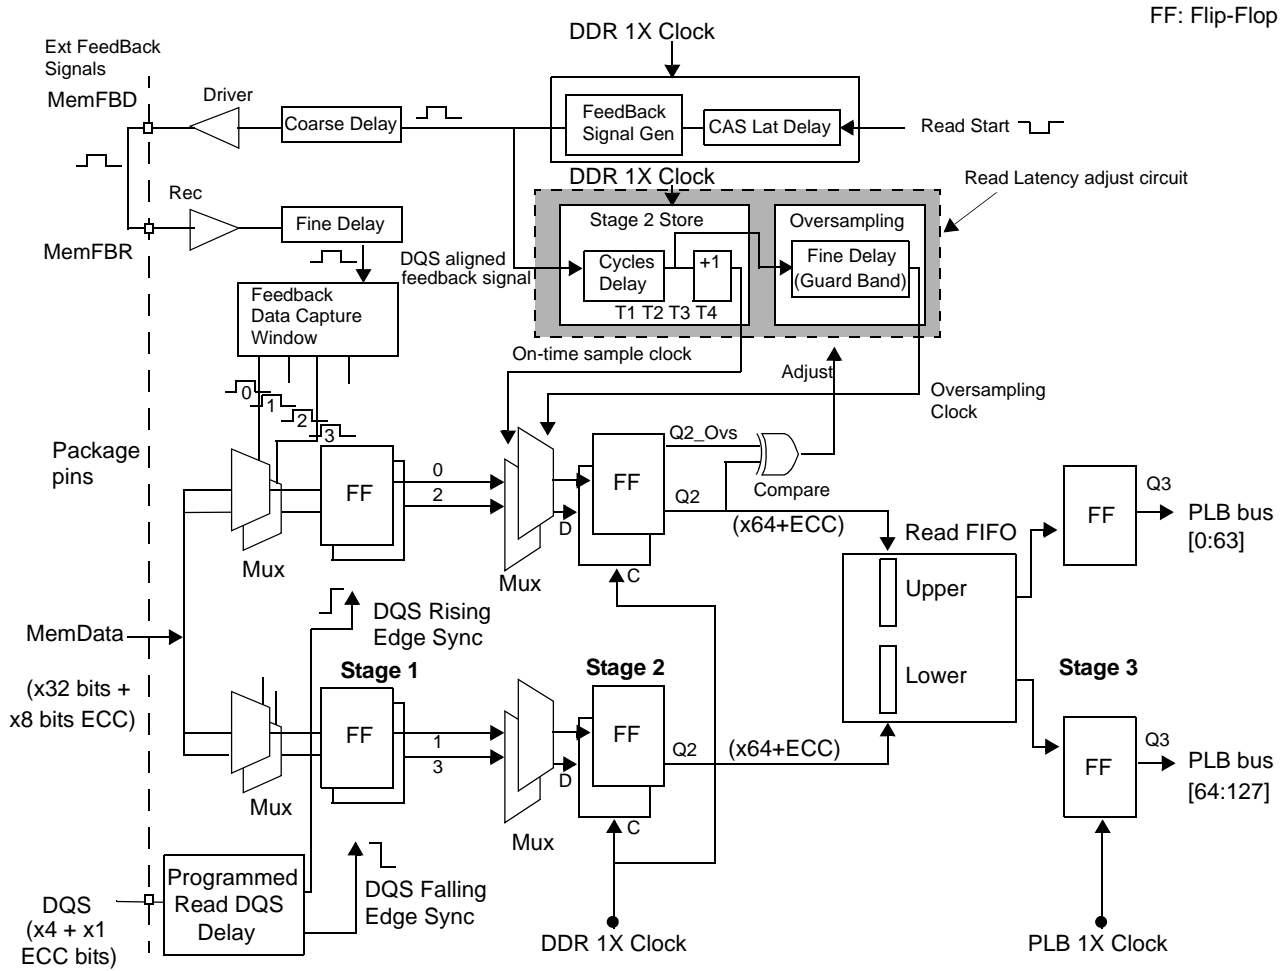 FF: Flip-Flop
DDR 1X Clock
Ext FeedBack
Signals
MemFBD
Driver
Coarse Delay
FeedBack
Signal Gen
CAS Lat Delay
Read Start
DDR 1X Clock
Read Latency adjust circuit
Rec
Fine Delay
MemFBR
Stage 2 Store
Oversampling
DQS aligned
feedback signal
Cycles
Delay
+1
Fine Delay
(Guard Band)
T1 T2 T3 T4
Feedback
Data Capture
Window
On-time sample clock
Adjust
Oversampling
Clock
0
1
2
3
Package
pins
FF
0
2
Mux
Mux
D
FF
C
Q2_Ovs
Q2
Compare
(x64+ECC)
Read FIFO
Upper
Lower
FF
Q3
PLB bus
[0:63]
MemData
(x32 bits +
x8 bits ECC)
DQS Rising
Edge Sync
Stage 1
Stage 2
Stage 3
FF
1
3
Mux
Mux
D
FF
C
Q2
(x64+ECC)
FF
Q3
PLB bus
[64:127]
DQS
(x4 + x1
ECC bits)
Programmed
Read DQS
Delay
DQS Falling
Edge Sync
DDR 1X Clock
PLB 1X Clock